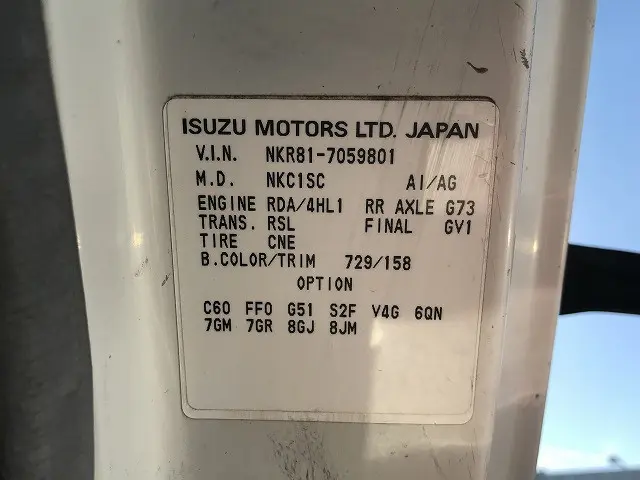 ISUZU MOTORS LTD. JAPAN
V.I.N. NKR81-7059801
M.D. NKC1SC AI/AG
ENGINE RDA/4HL1 RR AXLE G73
TRANS. RSL FINAL GV1
TIRE CNE
B.COLOR/TRIM 729/158
OPTION
C60 FF0 G51 S2F V4G 6QN
7GM 7GR 8GJ 8JM